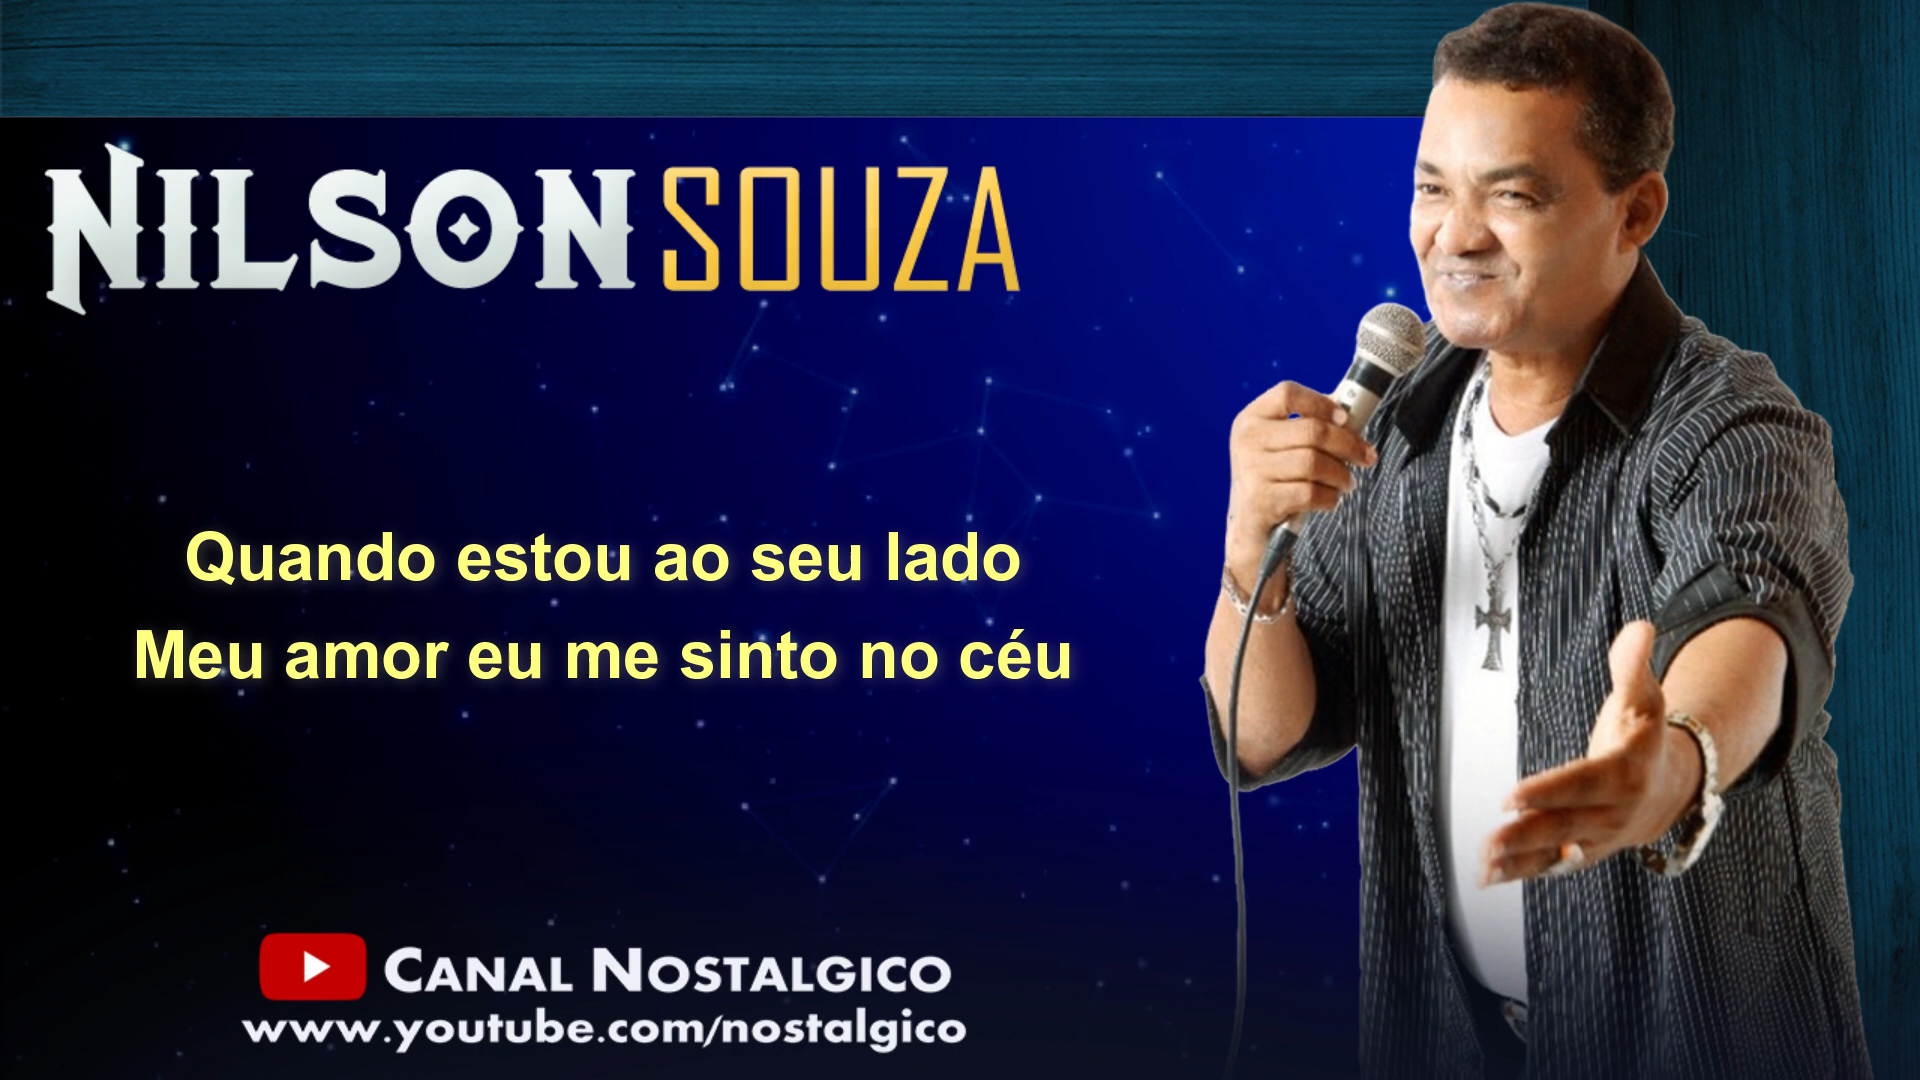 NILSON SOUZA
Quando estou ao seu lado
Meu amor eu me sinto no céu
CANAL NOSTALGICO
www.youtube.com/nostalgico